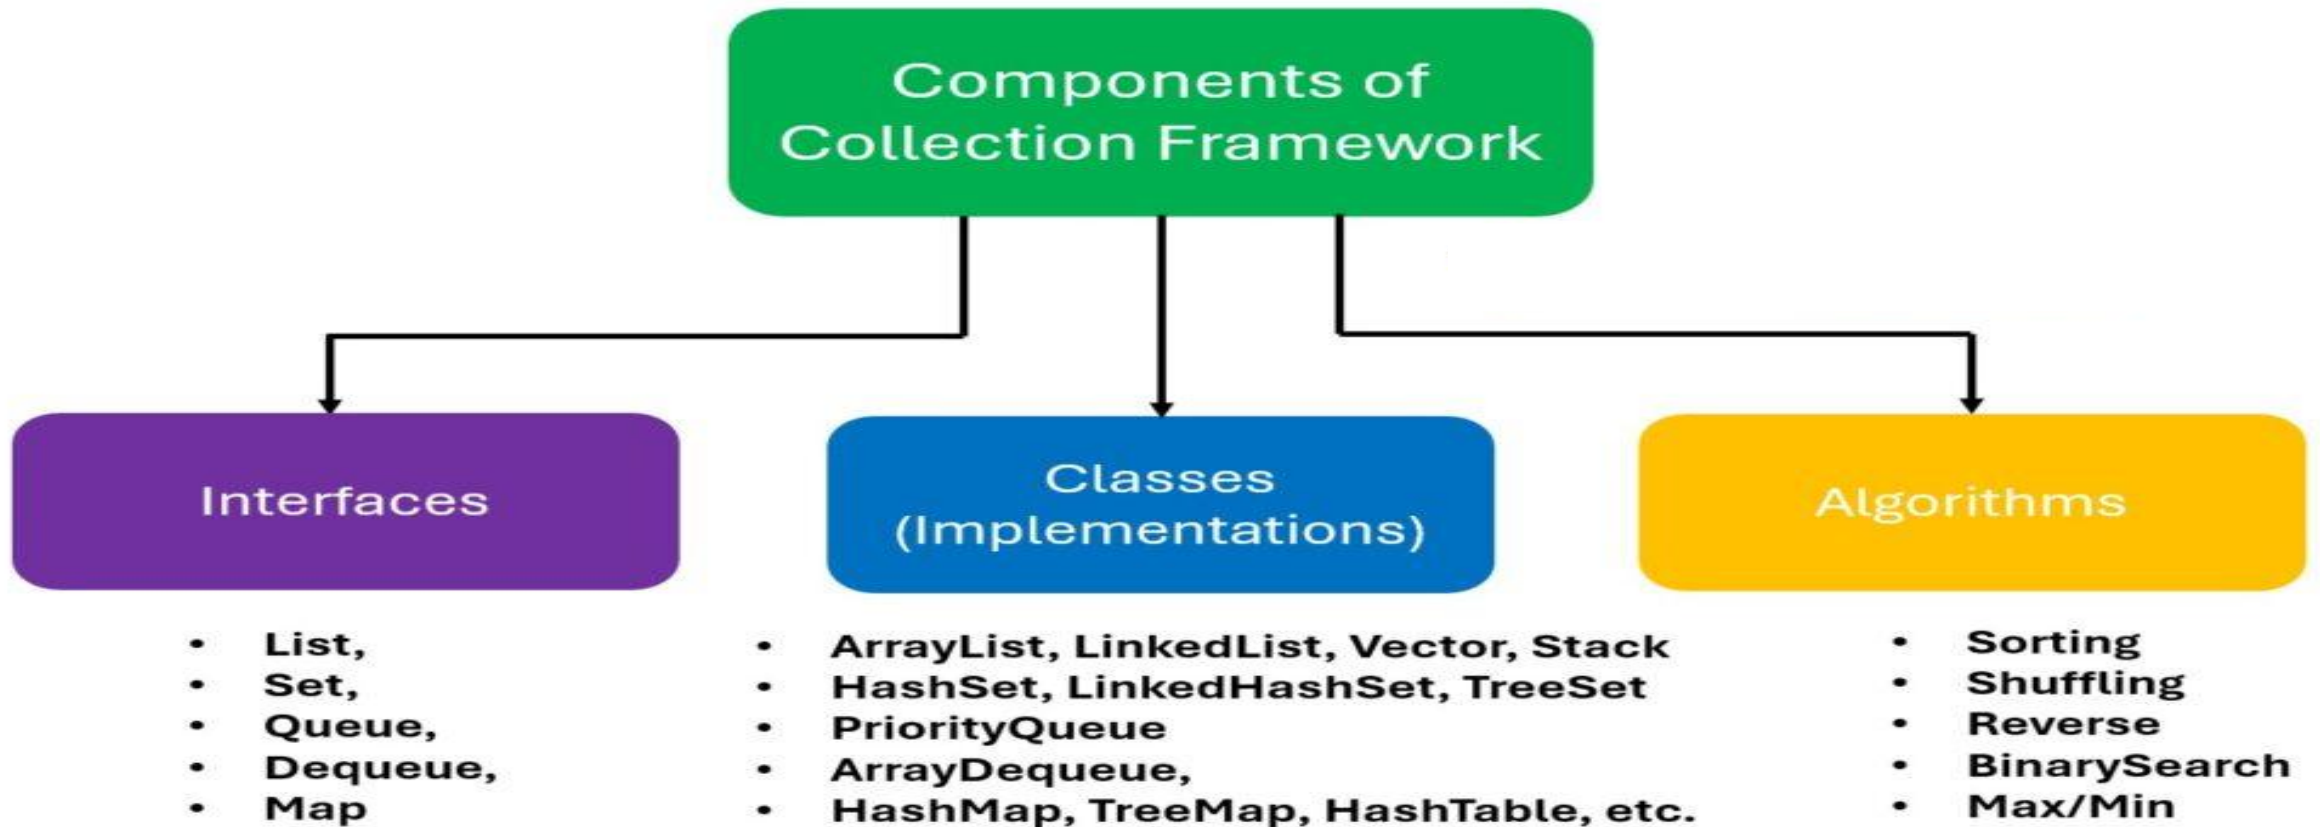 Components of
Collection Framework
Interfaces
Classes
(Implementations)
Algorithms
• List,
• Set,
• Queue,
• Dequeue,
• Map
• ArrayList, LinkedList, Vector, Stack
• HashSet, LinkedHashSet, TreeSet
• PriorityQueue
• ArrayDequeue,
• HashMap, TreeMap, HashTable, etc.
• Sorting
• Shuffling
• Reverse
• BinarySearch
• Max/Min